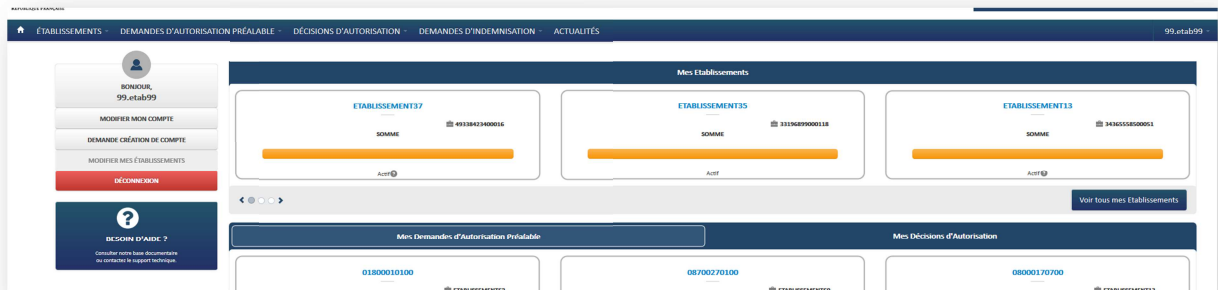 RÉPUBLIQUE FRANÇAISE
ÉTABLISSEMENTS DEMANDES D'AUTORISATION PRÉALABLE DÉCISIONS D'AUTORISATION DEMANDES D'INDEMNISATION ACTUALITÉS 99.etab99
BONJOUR,
99.etab99
MODIFIER MON COMPTE
DEMANDE CRÉATION DE COMPTE
MODIFIER MES ÉTABLISSEMENTS
DÉCONNEXION
?
BESOIN D'AIDE ?
Consulter notre base documentaire
ou contactez le support technique.
Mes Etablissements
ETABLISSEMENT37
49338423400016
SOMME
Actif ?
ETABLISSEMENT35
33196899000118
SOMME
Actif
ETABLISSEMENT13
34365558500051
SOMME
Actif ?
Voir tous mes Etablissements
Mes Demandes d'Autorisation Préalable Mes Décisions d'Autorisation
01800010100
08700270100
08000170700